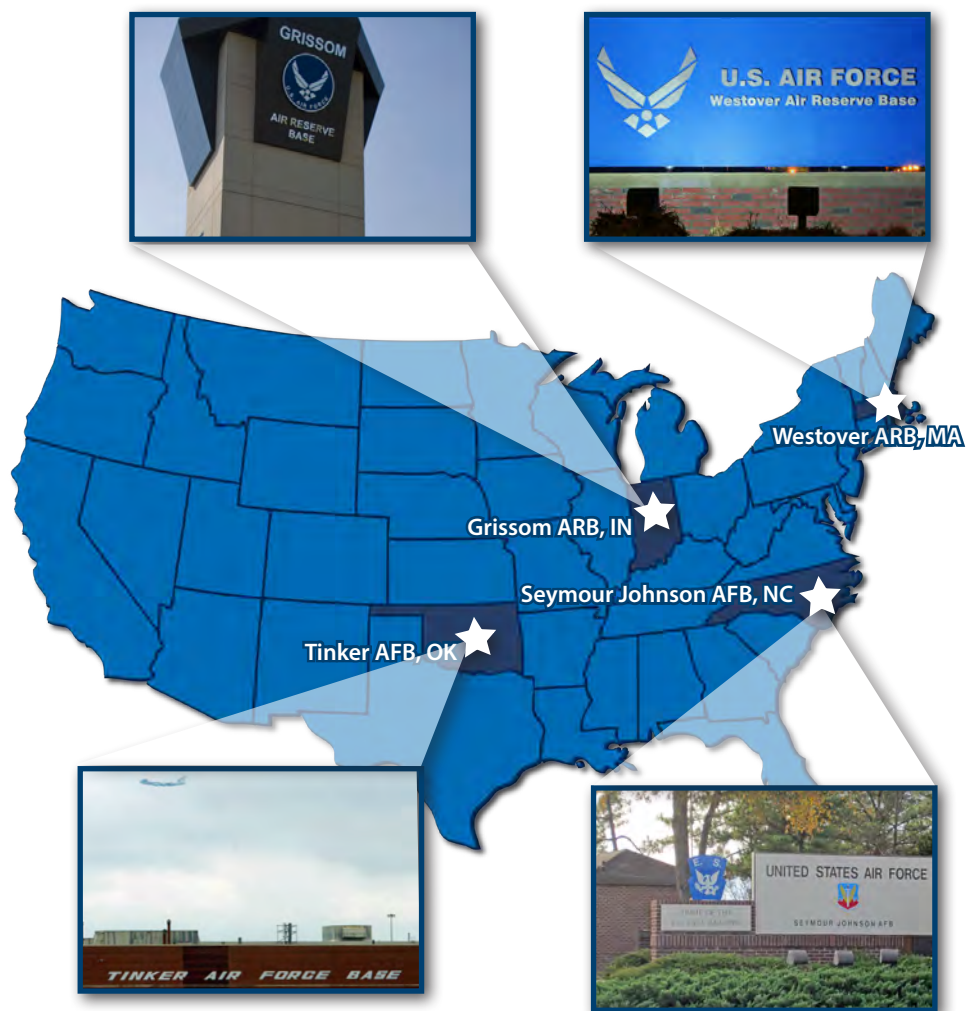 GRISSOM
U.S. AIR FORCE
AIR RESERVE
BASE
U.S. AIR FORCE
Westover Air Reserve Base
Westover ARB, MA
Grissom ARB, IN
Seymour Johnson AFB, NC
Tinker AFB, OK
TINKER AIR FORCE BASE
E. S.
UNITED STATES AIR FORCE
SEYMOUR JOHNSON AFB